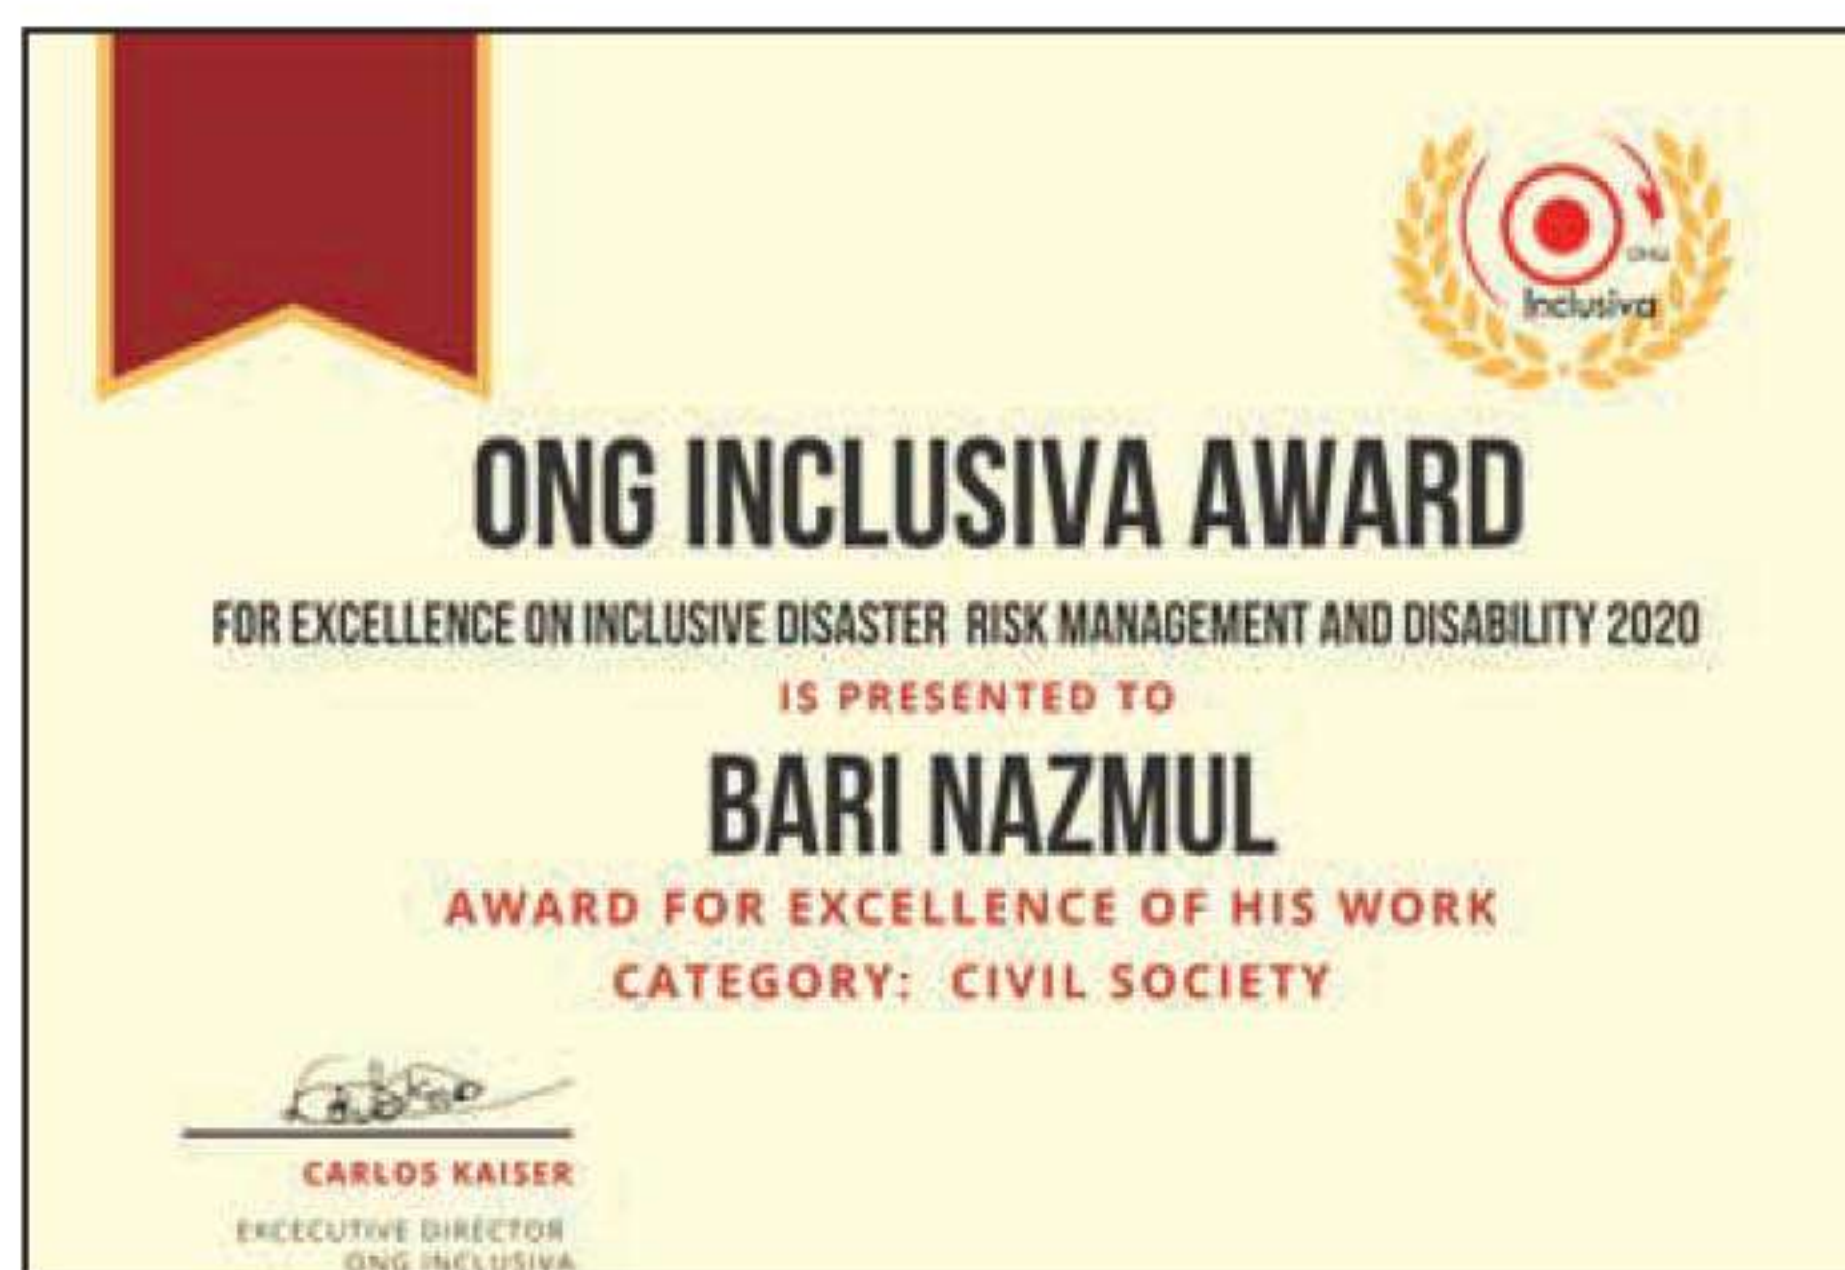 ONG
Inclusiva
ONG INCLUSIVA AWARD
FOR EXCELLENCE ON INCLUSIVE DISASTER RISK MANAGEMENT AND DISABILITY 2020
IS PRESENTED TO
BARI NAZMUL
AWARD FOR EXCELLENCE OF HIS WORK
CATEGORY: CIVIL SOCIETY
CARLOS KAISER
EXCECUTIVE DIRECTOR
ONG INCLUSIVA